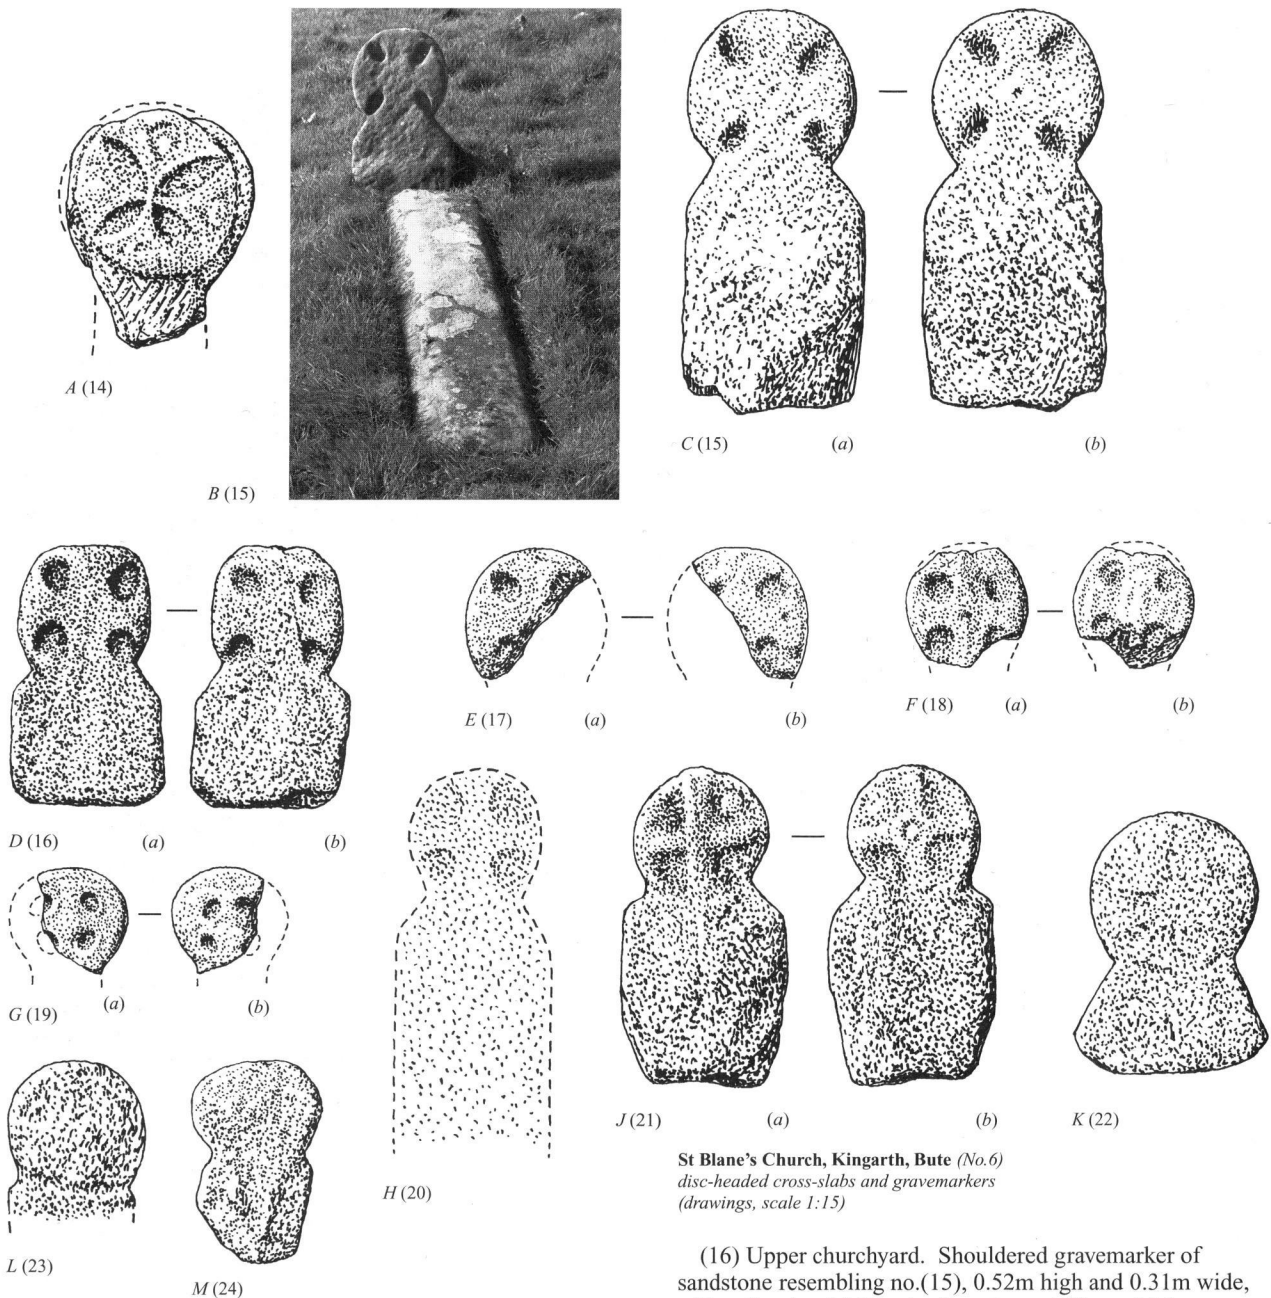 A (14)
B (15)
C (15) (a) (b)
D (16) (a) (b)
E (17) (a) (b)
F (18) (a) (b)
G (19) (a) (b)
H (20)
J (21) (a) (b)
K (22)
L (23)
M (24)
St Blane's Church, Kingarth, Bute (No.6)
disc-headed cross-slabs and gravemarkers
(drawings, scale 1:15)
(16) Upper churchyard. Shouldered gravemarker of
sandstone resembling no.(15), 0.52m high and 0.31m wide,